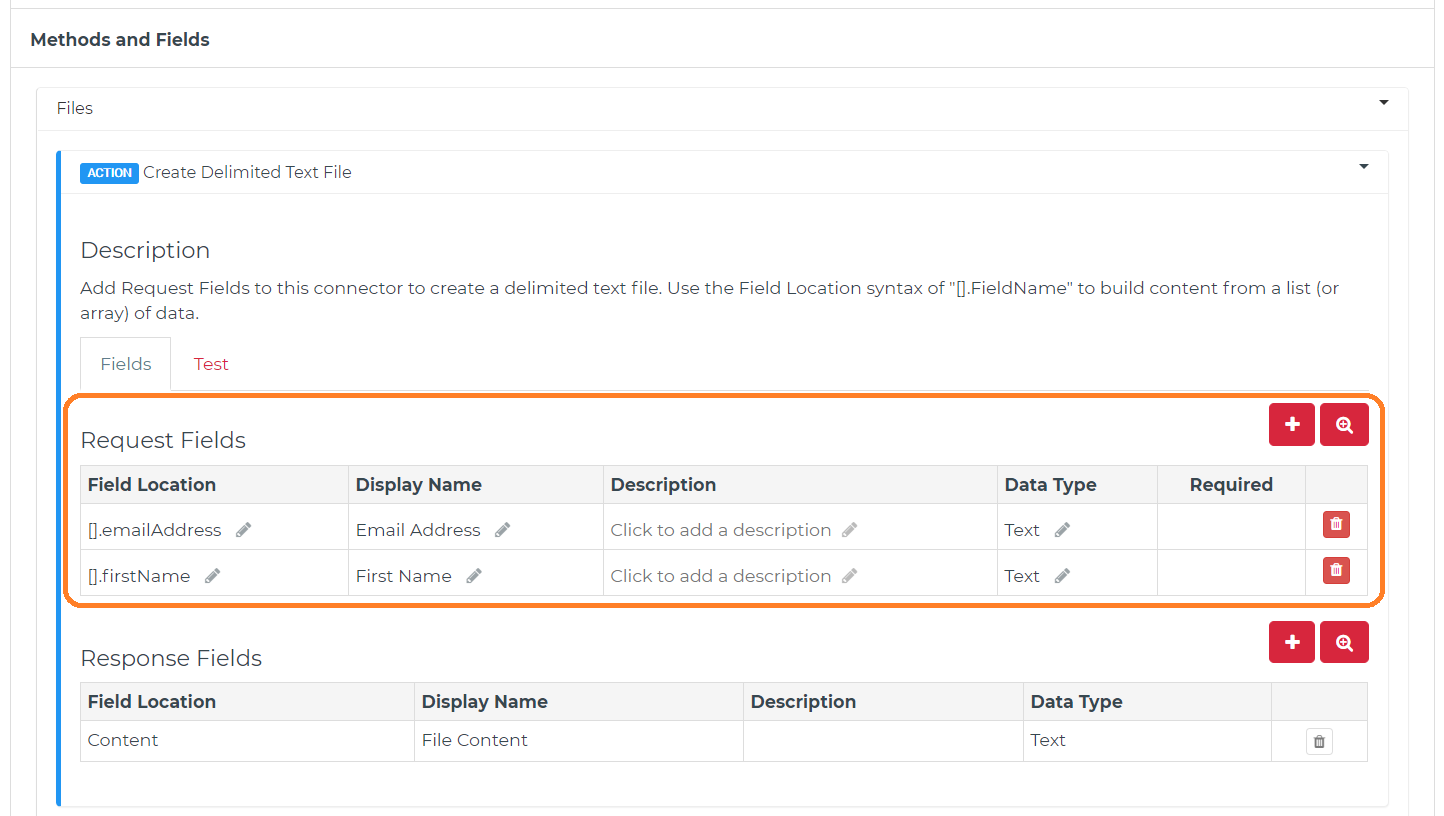 Methods and Fields
Files
ACTION Create Delimited Text File
Description
Add Request Fields to this connector to create a delimited text file. Use the Field Location syntax of "[].FieldName" to build content from a list (or
array) of data.
Fields Test
Request Fields
Field Location Display Name Description Data Type Required
[].emailAddress Email Address Click to add a description Text
[].firstName First Name Click to add a description Text
Response Fields
Field Location Display Name Description Data Type
Content File Content Text